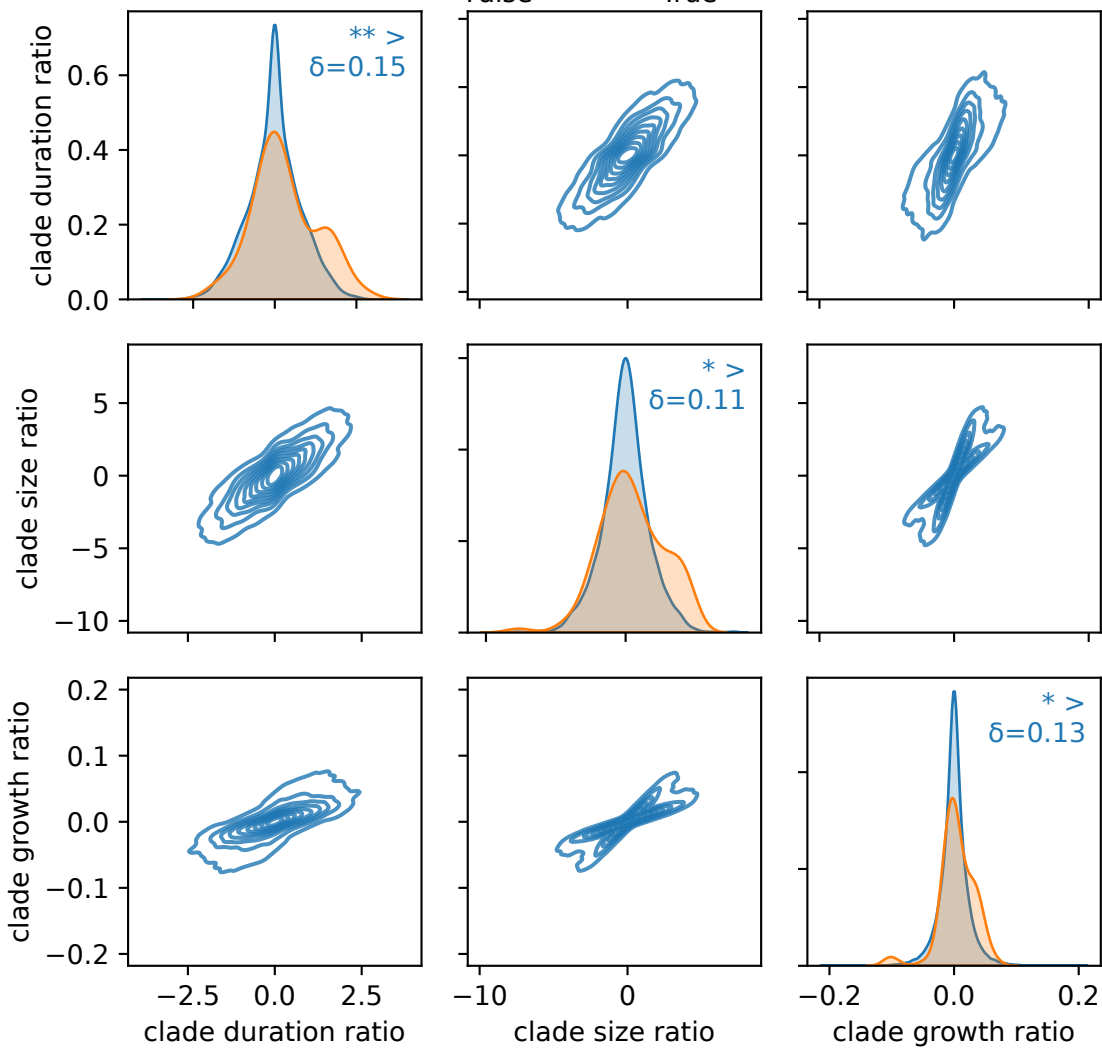 True
clade duration ratio
0.6
0.4
0.2
0.0
** >
δ=0.15
clade size ratio
5
0
−5
−10
* >
δ=0.11
clade growth ratio
0.2
0.1
0.0
−0.1
−0.2
* >
δ=0.13
−2.5 0.0 2.5
−10 0
−0.2 0.0 0.2
clade duration ratio
clade size ratio
clade growth ratio